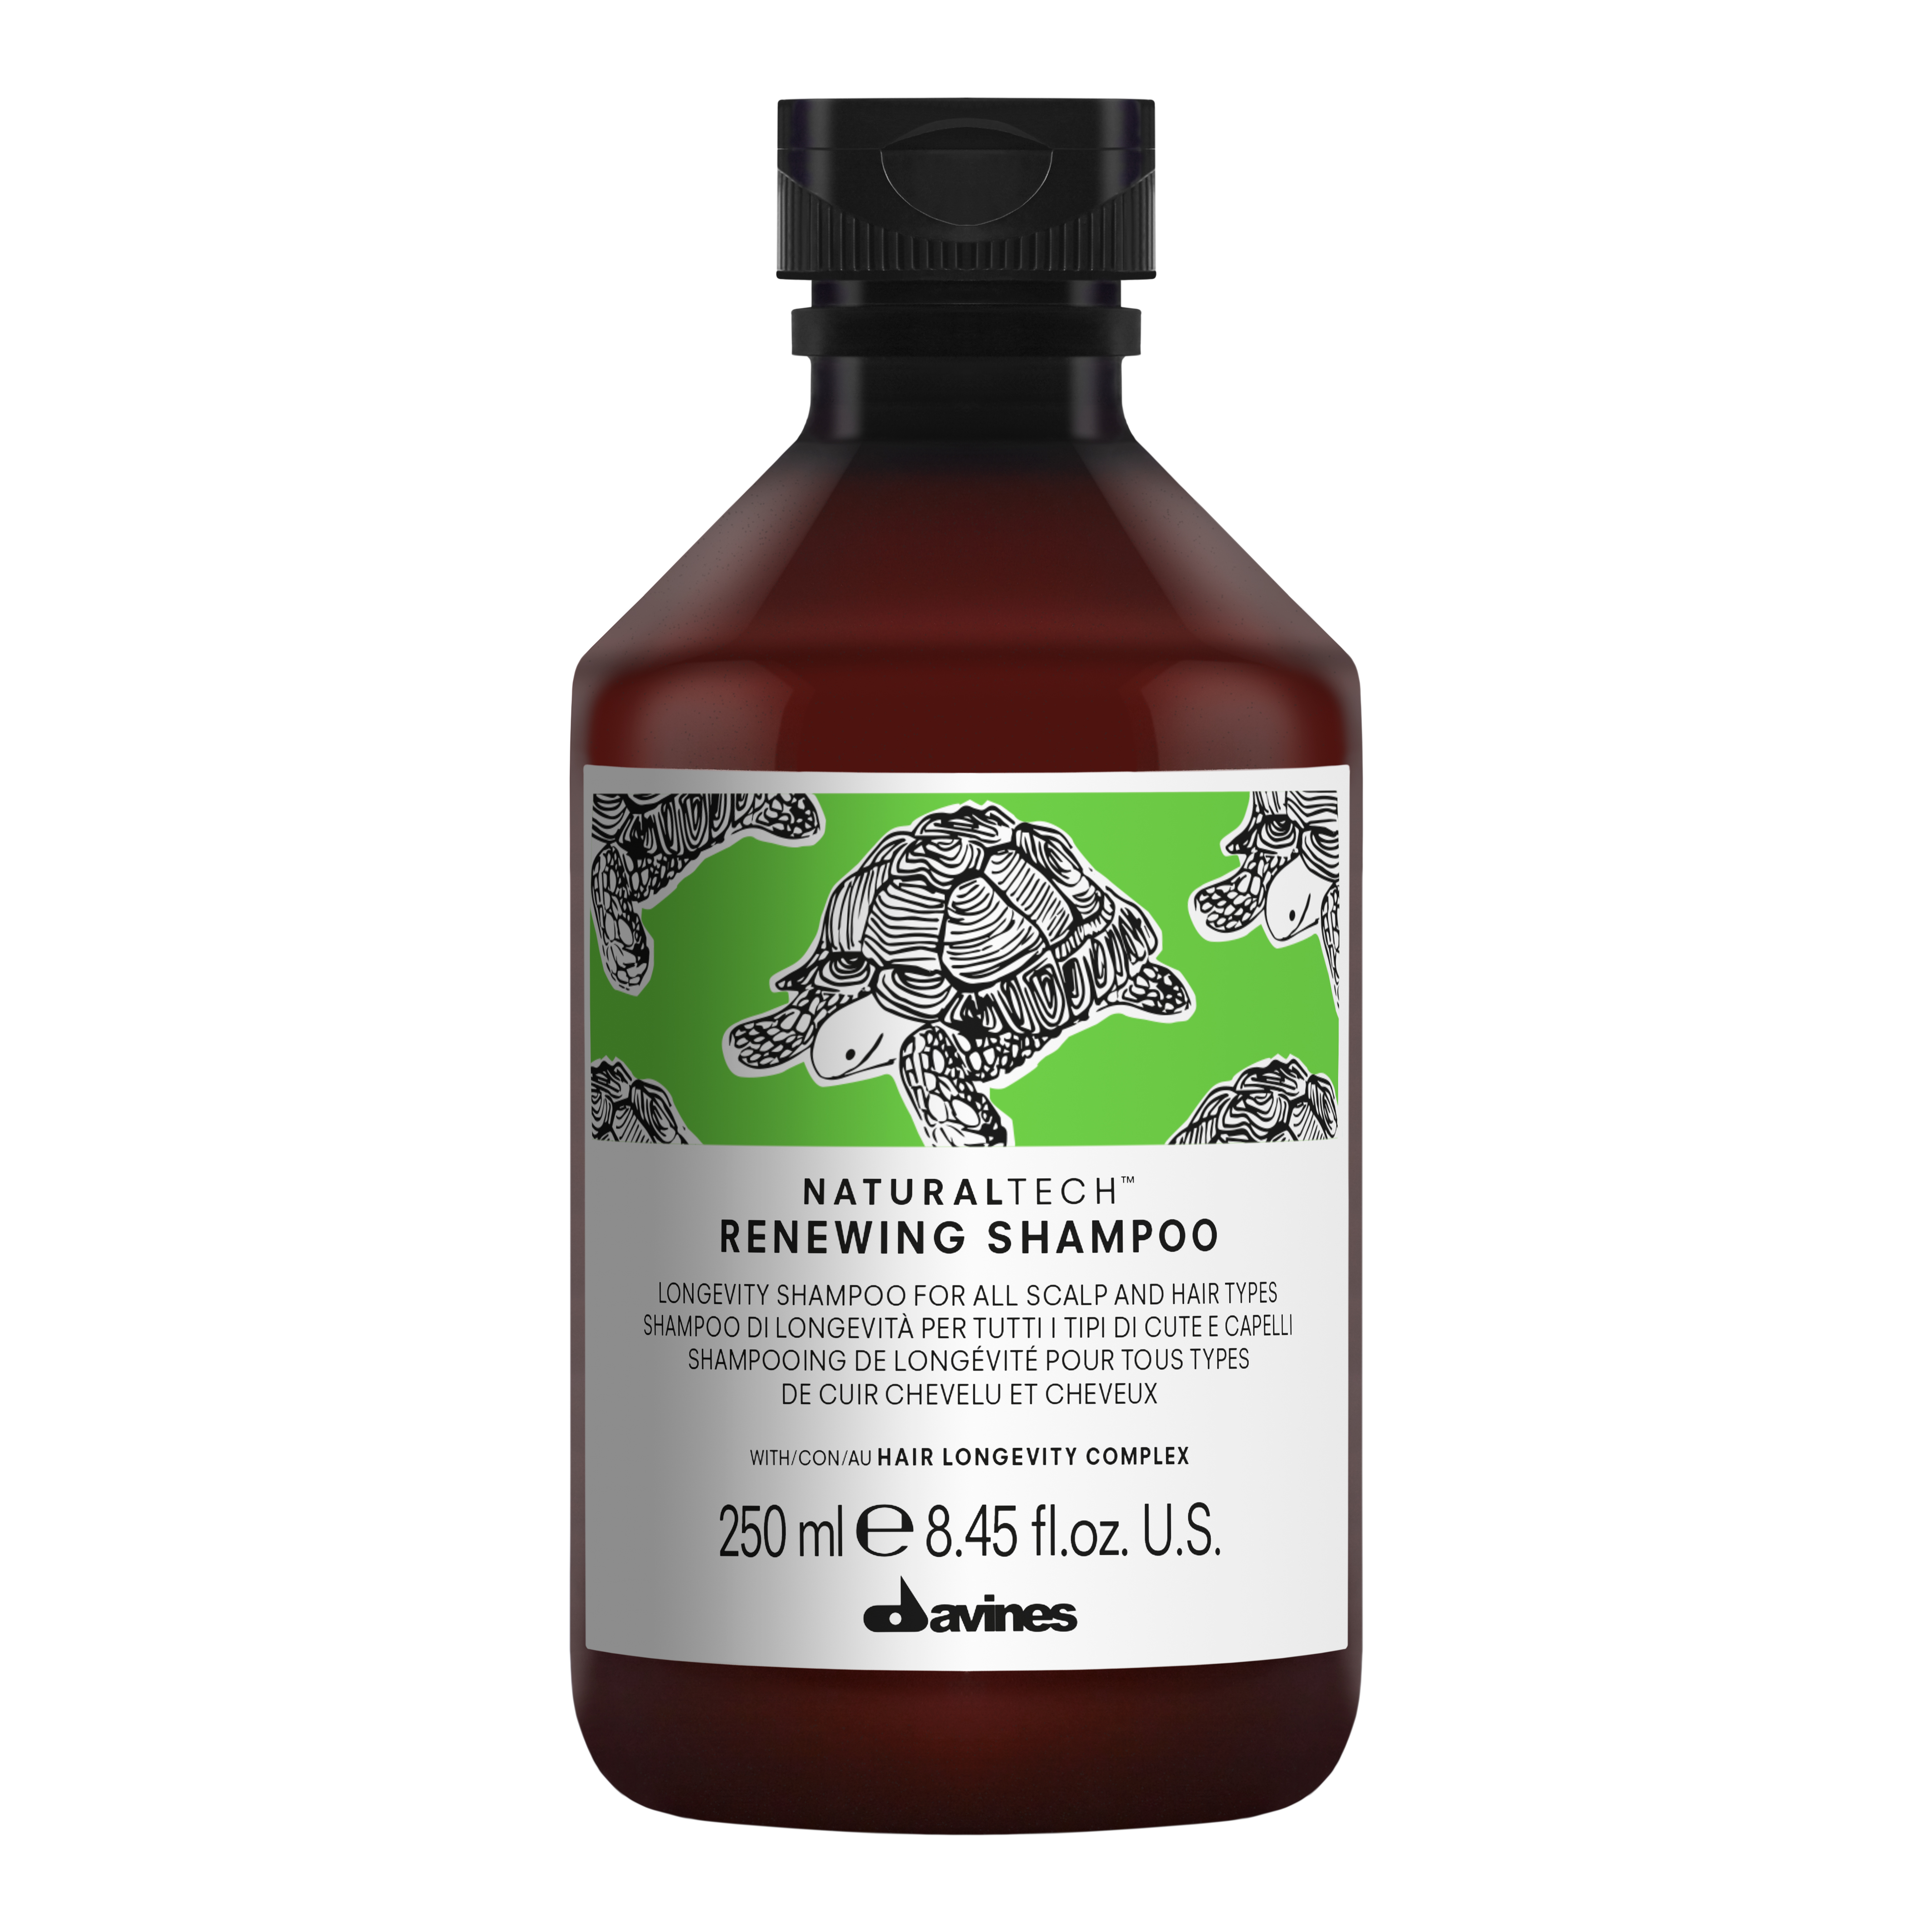 NATURALTECH™
RENEWING SHAMPOO
LONGEVITY SHAMPOO FOR ALL SCALP AND HAIR TYPES
SHAMPOO DI LONGEVITÀ PER TUTTI I TIPI DI CUTE E CAPELLI
SHAMPOOING DE LONGÉVITÉ POUR TOUS TYPES
DE CUIR CHEVELU ET CHEVEUX
WITH/CON/AU HAIR LONGEVITY COMPLEX
250 ml ℮ 8.45 fl.oz. U.S.
davines